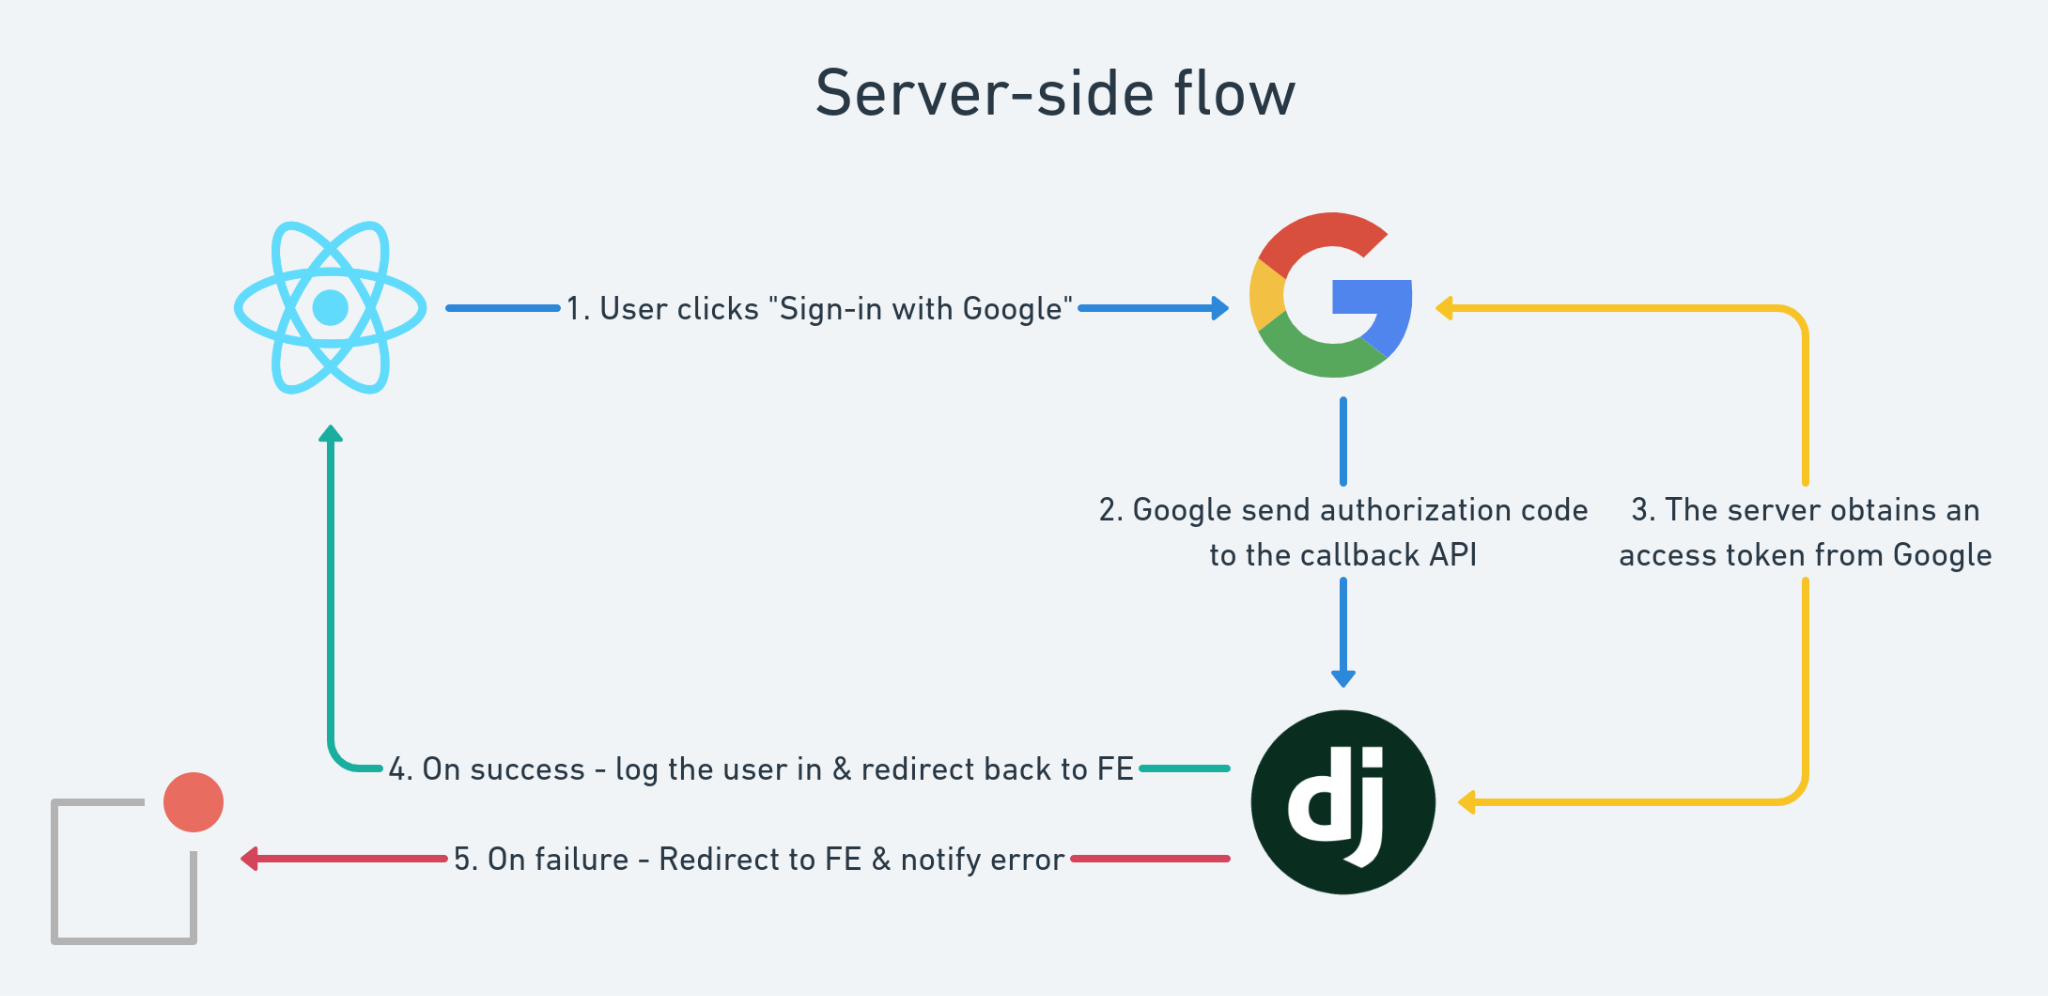 Server-side flow
1. User clicks "Sign-in with Google"
2. Google send authorization code
to the callback API
3. The server obtains an
access token from Google
4. On success - log the user in & redirect back to FE
5. On failure - Redirect to FE & notify error
dj